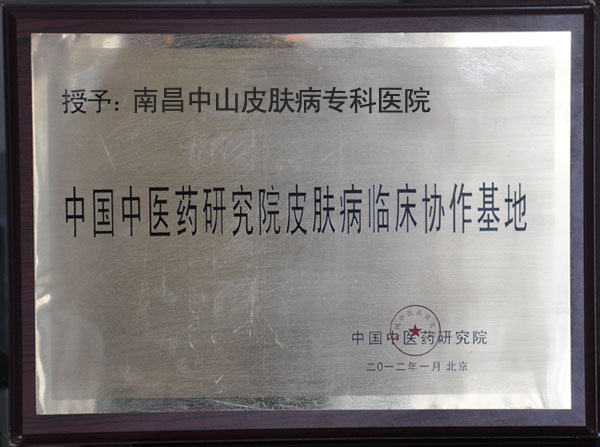 授予：南昌中山皮肤病专科医院
中国中医药研究院皮肤病临床协作基地
中国中医药研究院
二0一二年一月 北京